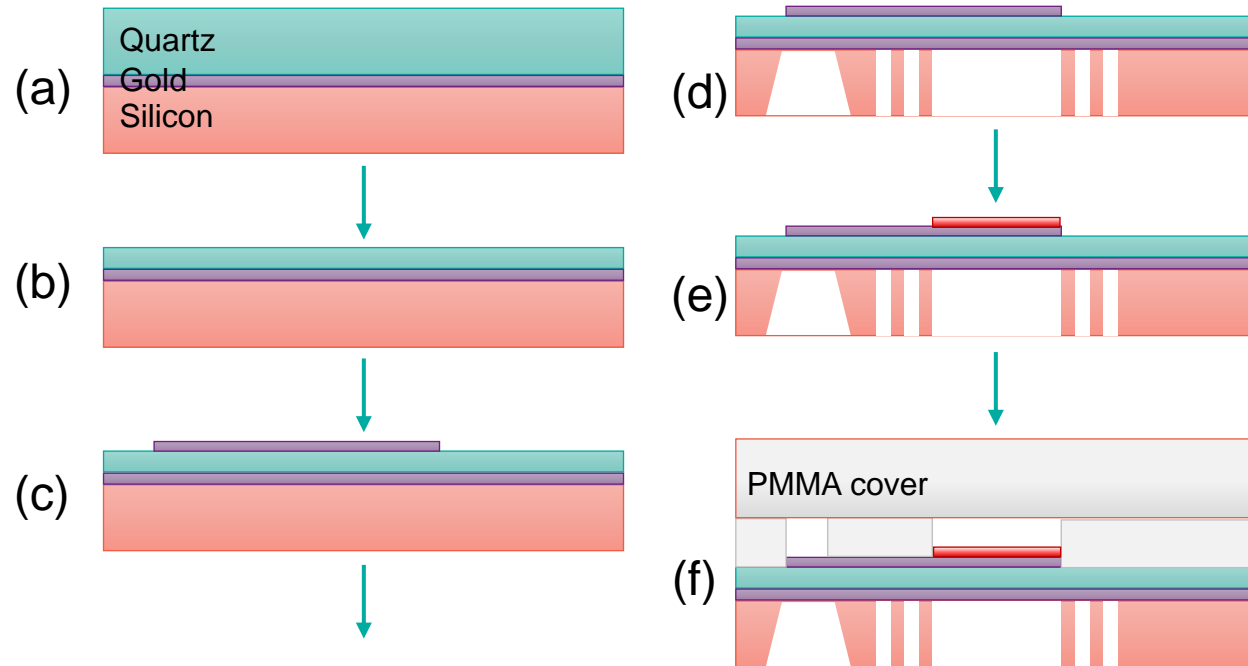 (a)
Quartz
Gold
Silicon
(b)
(c)
(d)
(e)
PMMA cover
(f)